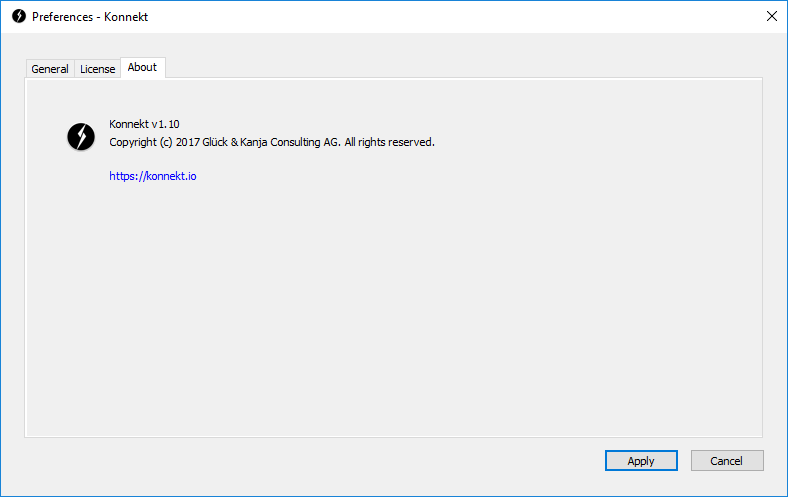 Preferences - Konnekt
General License About
Konnekt v1.10
Copyright (c) 2017 Glück & Kanja Consulting AG. All rights reserved.
https://konnekt.io
Apply Cancel